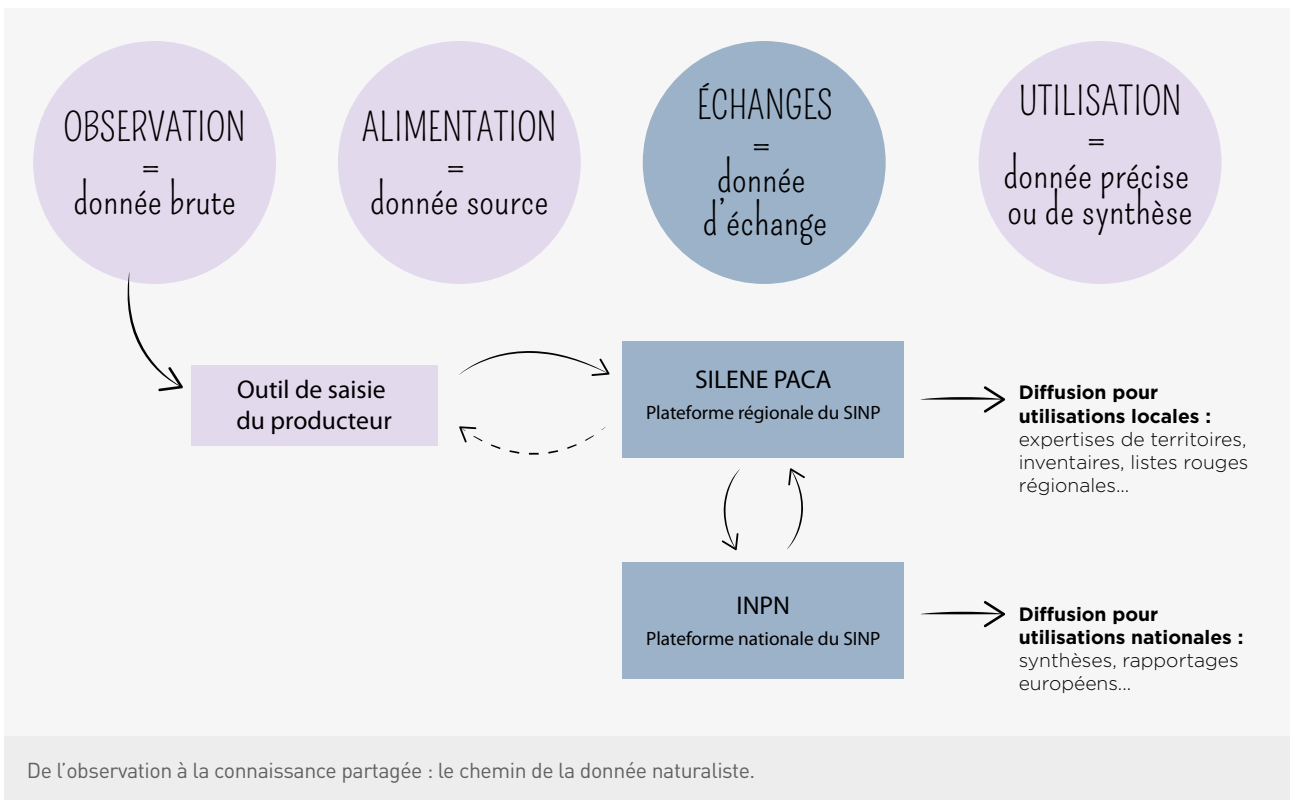 OBSERVATION
=
donnée brute
ALIMENTATION
=
donnée source
ÉCHANGES
=
donnée
d'échange
UTILISATION
=
donnée précise
ou de synthèse
Outil de saisie
du producteur
SILENE PACA
Plateforme régionale du SINP
Diffusion pour
utilisations locales :
expertises de territoires,
inventaires, listes rouges
régionales...
INPN
Plateforme nationale du SINP
Diffusion pour
utilisations nationales :
synthèses, rapportages
européens...
De l'observation à la connaissance partagée : le chemin de la donnée naturaliste.